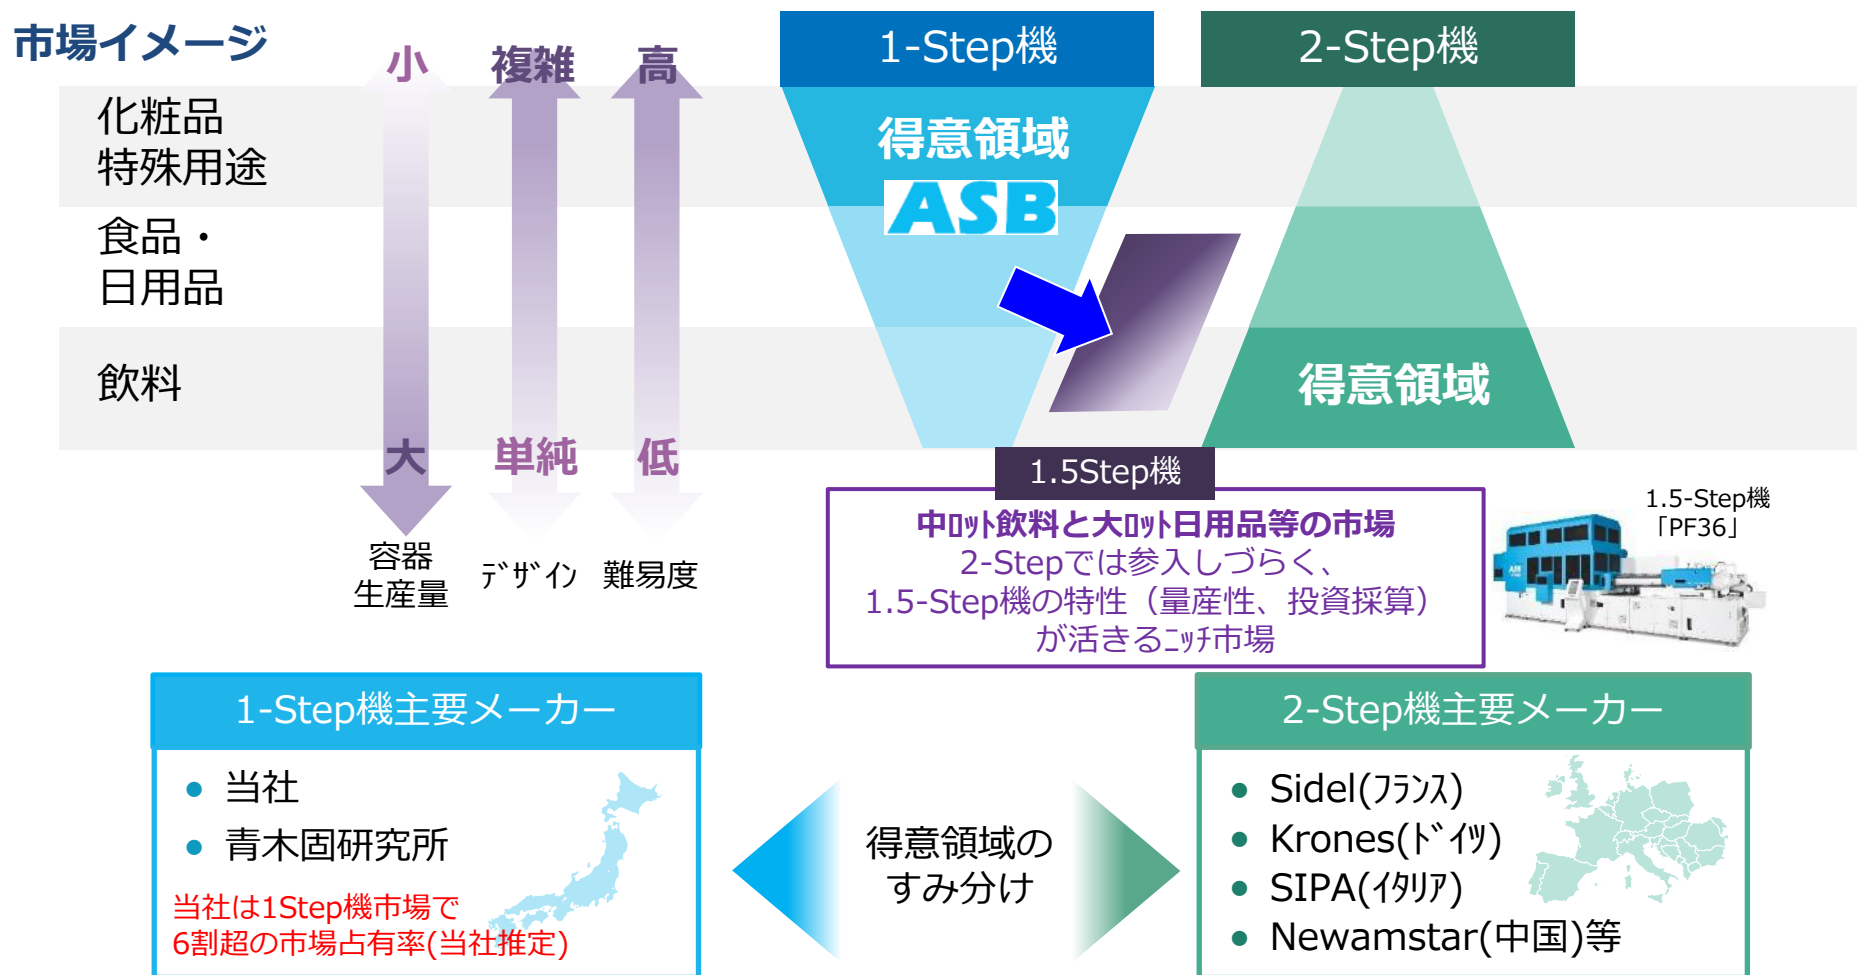 市場イメージ
小
複雑
高
1-Step機
2-Step機
化粧品
特殊用途
得意領域
ASB
食品・
日用品
飲料
得意領域
大
単純
低
容器
生産量
ﾃﾞｻﾞｲﾝ
難易度
1.5Step機
中ﾛｯﾄ飲料と大ﾛｯﾄ日用品等の市場
2-Stepでは参入しづらく、
1.5-Step機の特性（量産性、投資採算）
が活きるﾆｯﾁ市場
1.5-Step機
「PF36」
ASB
1-Step機主要メーカー
● 当社
● 青木固研究所
当社は1Step機市場で
6割超の市場占有率(当社推定)
得意領域の
すみ分け
2-Step機主要メーカー
● Sidel(ﾌﾗﾝｽ)
● Krones(ﾄﾞｲﾂ)
● SIPA(ｲﾀﾘｱ)
● Newamstar(中国)等